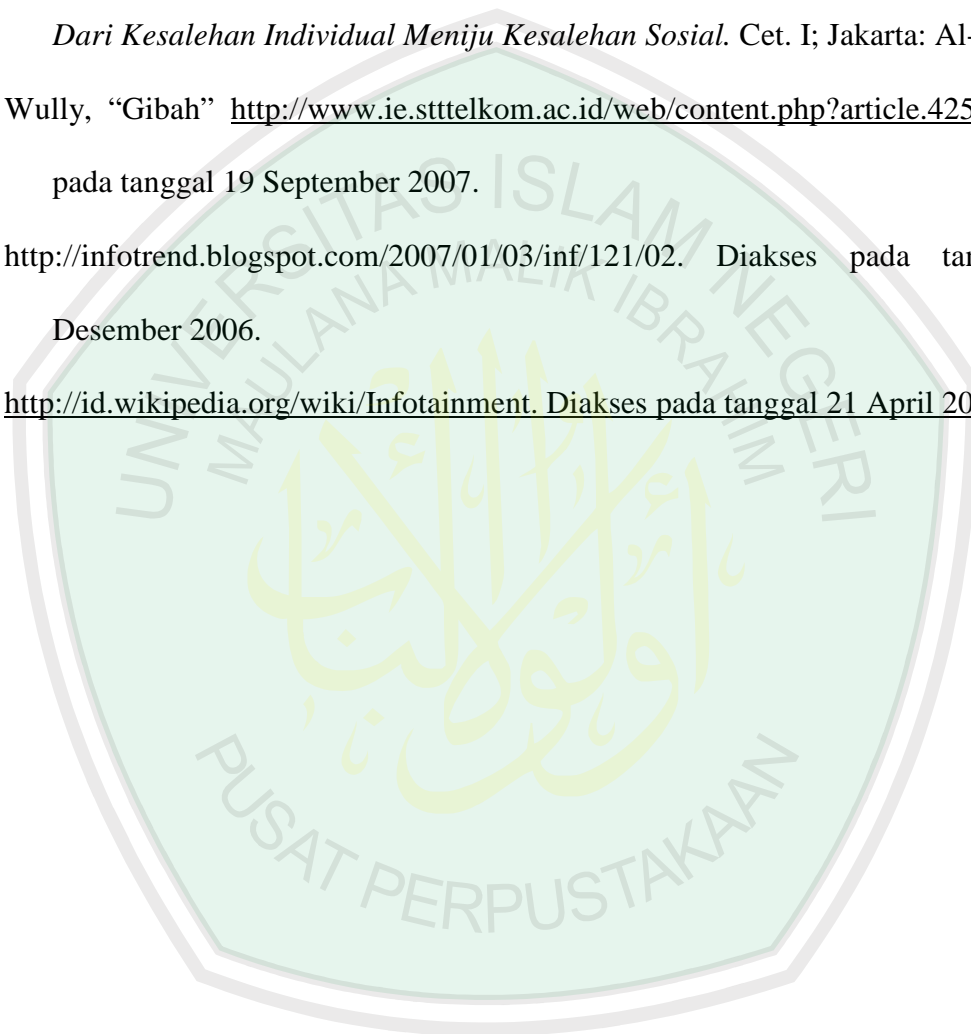 Dari Kesalehan Individual Meniju Kesalehan Sosial. Cet. I; Jakarta: Al-
Wully, “Gibah” http://www.ie.stttelkom.ac.id/web/content.php?article.425
pada tanggal 19 September 2007.
http://infotrend.blogspot.com/2007/01/03/inf/121/02. Diakses pada tan
Desember 2006.
http://id.wikipedia.org/wiki/Infotainment. Diakses pada tanggal 21 April 20
UNIVERSITAS ISLAM NEGERI
MAULANA MALIK IBRAHIM
PUSAT PERPUSTAKAAN